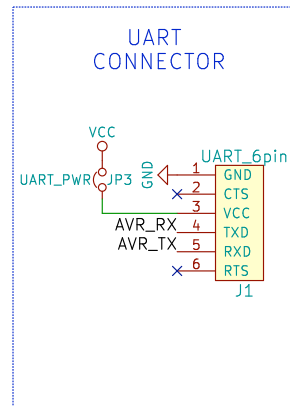 UART
CONNECTOR
VCC
UART_PWR
JP3
GND
UART_6pin
1 GND
2 CTS
3 VCC
AVR_RX 4 TXD
AVR_TX 5 RXD
6 RTS
J1